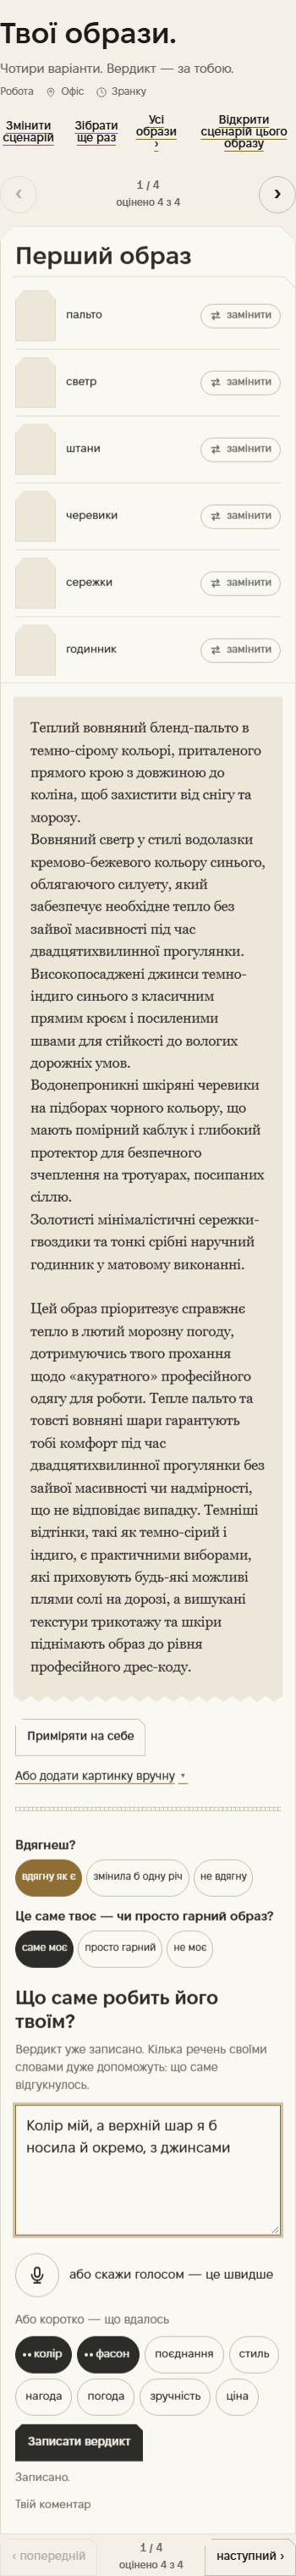 Твої образи.
Чотири варіанти. Вердикт — за тобою.
Робота Офіс Зранку
Змінити
сценарій
Зібрати
ще раз
Усі
образи
›
Відкрити
сценарій цього
образу
‹
1 / 4
оцінено 4 з 4
›
Перший образ
пальто
замінити
светр
замінити
штани
замінити
черевики
замінити
сережки
замінити
годинник
замінити
Теплий вовняний бленд-пальто в
темно-сірому кольорі, приталеного
прямого крою з довжиною до
коліна, щоб захистити від снігу та
морозу.
Вовняний светр у стилі водолазки
кремово-бежевого кольору синього,
облягаючого силуету, який
забезпечує необхідне тепло без
зайвої масивності під час
двадцятихвилинної прогулянки.
Високопосаджені джинси темно-
індиго синього з класичним
прямим кроєм і посиленими
швами для стійкості до вологих
дорожніх умов.
Водонепроникні шкіряні черевики
на підборах чорного кольору, що
мають помірний каблук і глибокий
протектор для безпечного
зчеплення на тротуарах, посипаних
сіллю.
Золотисті мінімалістичні сережки-
гвоздики та тонкі срібні наручний
годинник у матовому виконанні.
Цей образ пріоритезує справжнє
тепло в лютий морозну погоду,
дотримуючись твого прохання
щодо «акуратного» професійного
одягу для роботи. Тепле пальто та
товсті вовняні шари гарантують
тобі комфорт під час
двадцятихвилинної прогулянки без
зайвої масивності чи надмірності,
що не відповідає випадку. Темніші
відтінки, такі як темно-сірий і
індиго, є практичними виборами,
які приховують будь-які можливі
плями солі на дорозі, а вишукані
текстури трикотажу та шкіри
піднімають образ до рівня
професійного дрес-коду.
Приміряти на себе
Або додати картинку вручну
Вдягнеш?
вдягну як є
змінила б одну річ
не вдягну
Це саме твоє — чи просто гарний образ?
саме моє
просто гарний
не моє
Що саме робить його
твоїм?
Вердикт уже записано. Кілька речень своїми
словами дуже допоможуть: що саме
відгукнулось.
Колір мій, а верхній шар я б
носила й окремо, з джинсами
або скажи голосом — це швидше
Або коротко — що вдалось
колір
фасон
поєднання
стиль
нагода
погода
зручність
ціна
Записати вердикт
Записано.
Твій коментар
‹ попередній
1 / 4
оцінено 4 з 4
наступний ›